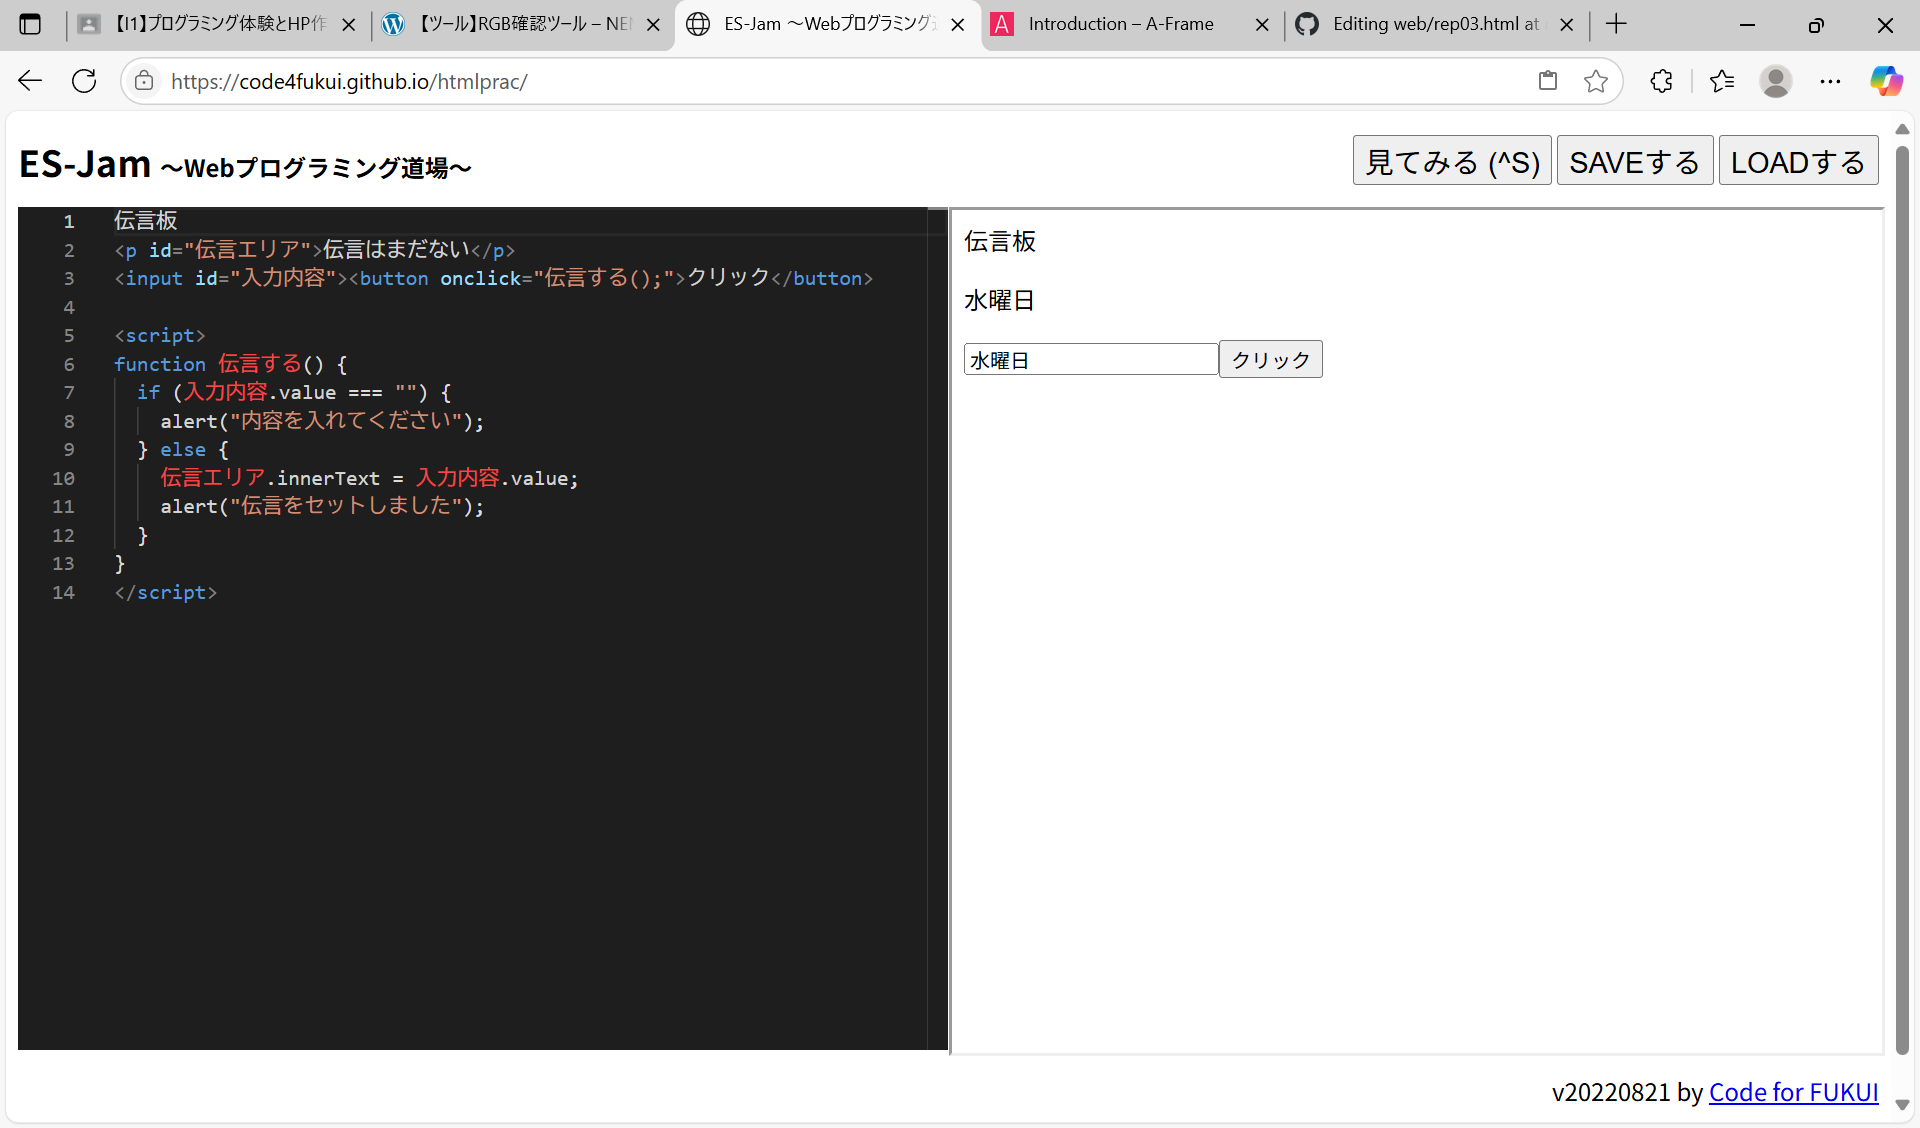 【I1】プログラミング体験とHP作
【ツール】RGB確認ツール – NEN
ES-Jam ～Webプログラミング道
Introduction – A-Frame
Editing web/rep03.html at
https://code4fukui.github.io/htmlprac/
ES-Jam ～Webプログラミング道場～
見てみる (^S) SAVEする LOADする
1 伝言板
2 <p id="伝言エリア">伝言はまだない</p>
3 <input id="入力内容"><button onclick="伝言する();">クリック</button>
4
5 <script>
6 function 伝言する() {
7 if (入力内容.value === "") {
8 alert("内容を入れてください");
9 } else {
10 伝言エリア.innerText = 入力内容.value;
11 alert("伝言をセットしました");
12 }
13 }
14 </script>
伝言板
水曜日
水曜日 クリック
v20220821 by Code for FUKUI